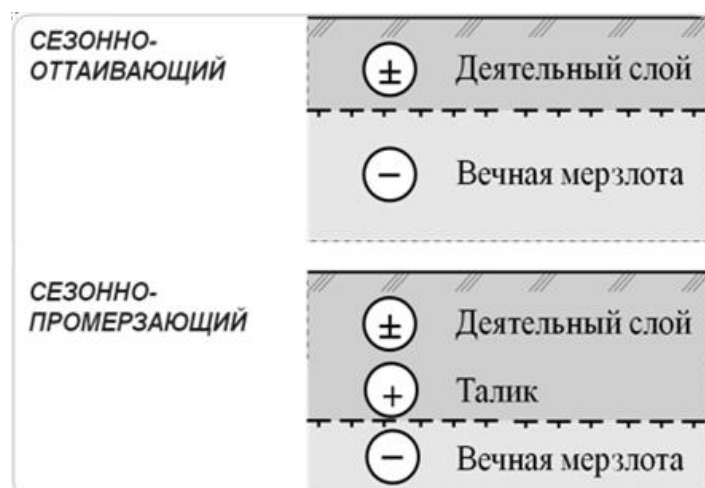 СЕЗОННО-
ОТТАИВАЮЩИЙ
± Деятельный слой
− Вечная мерзлота
СЕЗОННО-
ПРОМЕРЗАЮЩИЙ
± Деятельный слой
+ Талик
− Вечная мерзлота